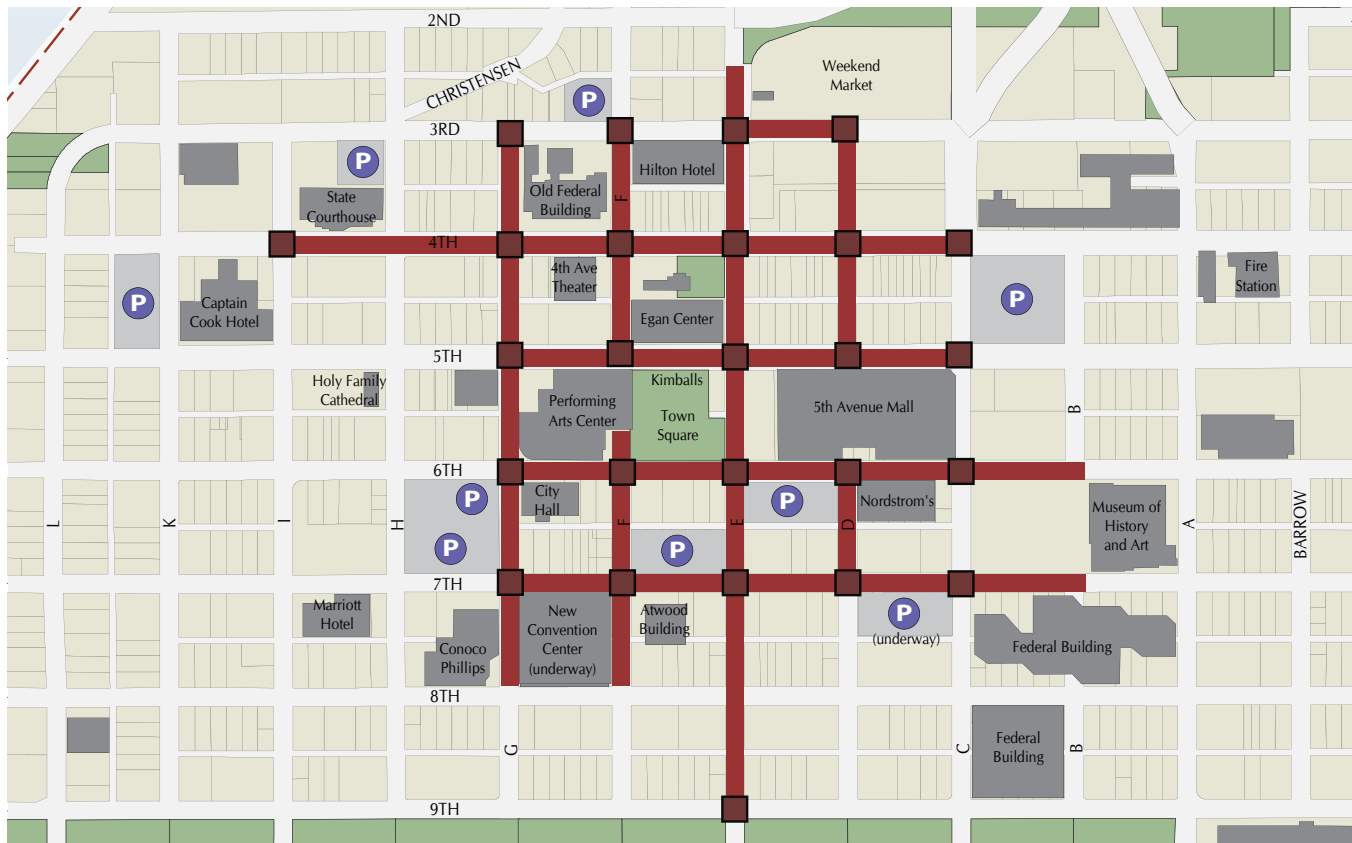 2ND
CHRISTENSEN
Weekend
Market
P
3RD
P
Hilton Hotel
State
Courthouse
Old Federal
Building
F
4TH
4th Ave
Theater
Fire
Station
P
Captain
Cook Hotel
P
Egan Center
5TH
Holy Family
Cathedral
Kimballs
Town
Square
Performing
Arts Center
5th Avenue Mall
B
6TH
P
City
Hall
P
Nordstrom's
Museum of
History
and Art
L
K
I
H
F
E
D
A
BARROW
P
P
7TH
Marriott
Hotel
New
Convention
Center
(underway)
Atwood
Building
P
(underway)
Conoco
Phillips
Federal Building
8TH
G
C
Federal
Building
B
9TH